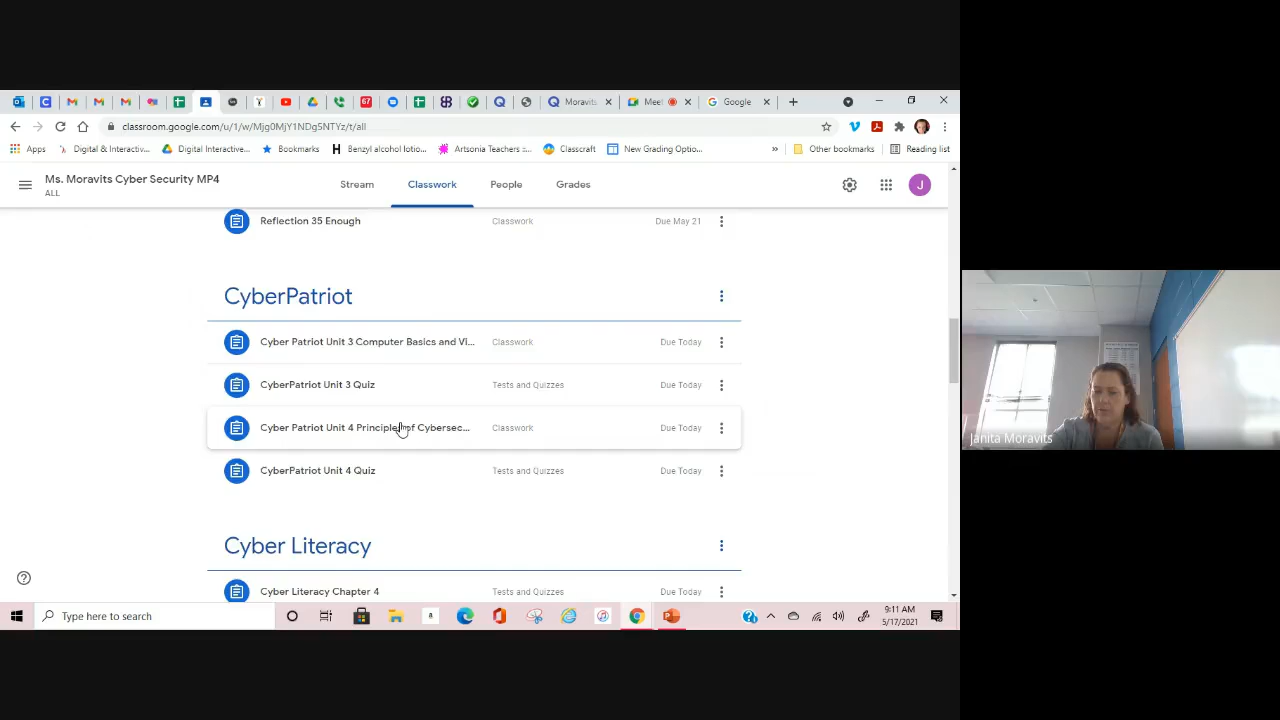 67
Moravits
Meet
Google
classroom.google.com/u/1/w/Mjg0MjY1NDg5NTYz/t/all
Apps
Digital & Interactiv...
Digital Interactive...
Bookmarks
Benzyl alcohol lotio...
Artsonia Teachers ::...
Classcraft
New Grading Optio...
»
Other bookmarks
Reading list
Ms. Moravits Cyber Security MP4
ALL
Stream
Classwork
People
Grades
J
Reflection 35 Enough
Classwork
Due May 21
CyberPatriot
Cyber Patriot Unit 3 Computer Basics and Vi...
Classwork
Due Today
CyberPatriot Unit 3 Quiz
Tests and Quizzes
Due Today
Cyber Patriot Unit 4 Principles of Cybersec...
Classwork
Due Today
CyberPatriot Unit 4 Quiz
Tests and Quizzes
Due Today
Cyber Literacy
Cyber Literacy Chapter 4
Tests and Quizzes
Due Today
Type here to search
9:11 AM
5/17/2021
Janita Moravits